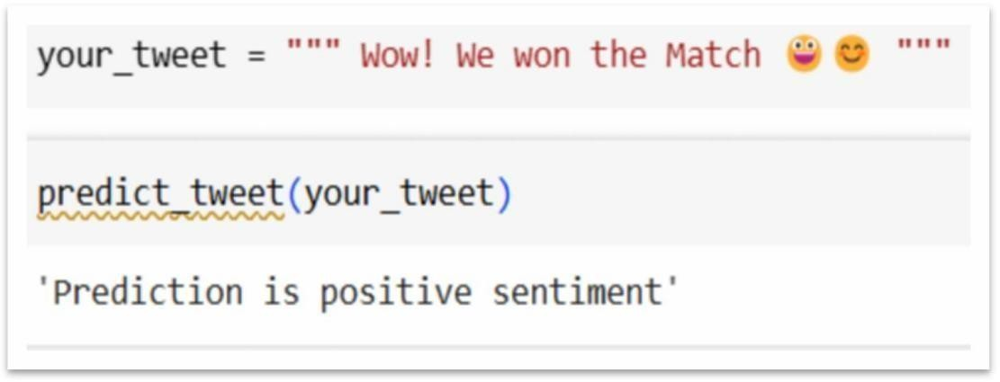 your_tweet = """ Wow! We won the Match 😀😊 """
predict_tweet(your_tweet)
'Prediction is positive sentiment'